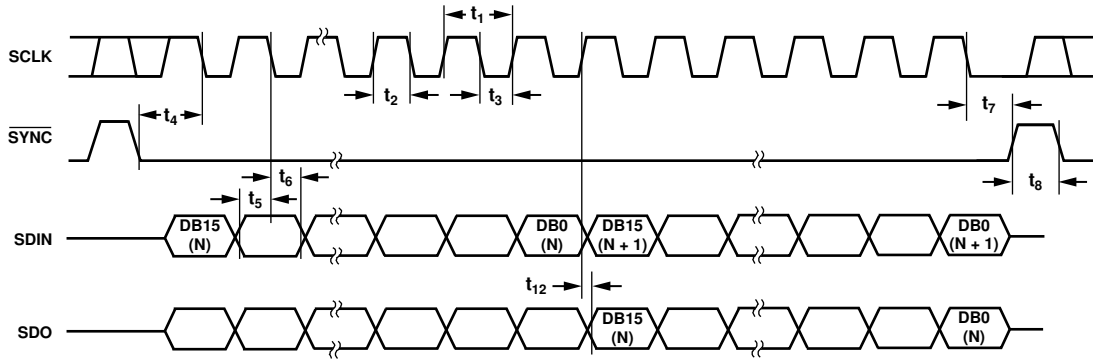 t1
SCLK
t2
t3
t4
t7
SYNC
t8
t6
t5
SDIN
DB15
(N)
DB0
(N)
DB15
(N + 1)
DB0
(N + 1)
t12
SDO
DB15
(N)
DB0
(N)